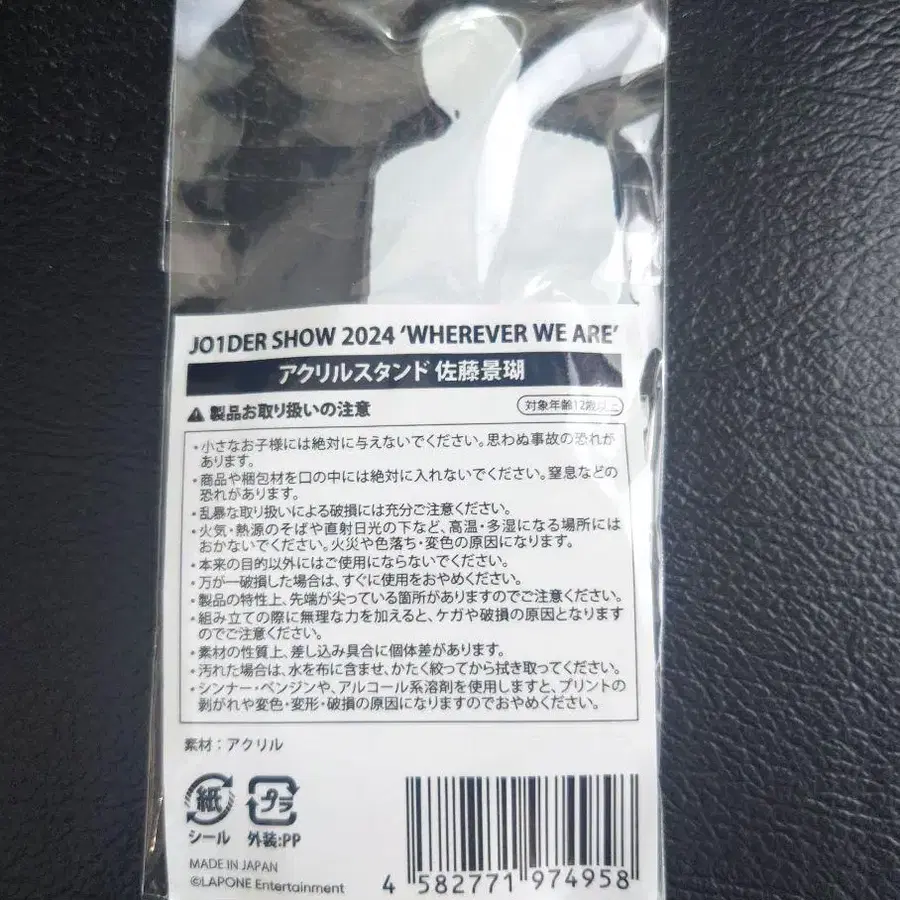 JO1DER SHOW 2024 'WHEREVER WE ARE'
アクリルスタンド 佐藤景瑚
製品お取り扱いの注意
対象年齢12歳以上
・小さなお子様には絶対に与えないでください。思わぬ事故の恐れが
あります。
・商品や梱包材を口の中には絶対に入れないでください。窒息などの
恐れがあります。
・乱暴な取り扱いによる破損には充分ご注意ください。
・火気・熱源のそばや直射日光の下など、高温・多湿になる場所には
おかないでください。火災や色落ち・変色の原因になります。
・本来の目的以外にはご使用にならないでください。
・万が一破損した場合は、すぐに使用をおやめください。
・製品の特性上、先端が尖っている箇所がありますのでご注意ください。
・組み立ての際に無理な力を加えると、ケガや破損の原因となります
のでご注意ください。
・素材の性質上、差し込み具合に個体差があります。
・汚れた場合は、水を布に含ませ、かたく絞ってから拭き取ってください。
・シンナー・ベンジンや、アルコール系溶剤を使用しますと、プリントの
剥がれや変色・変形・破損の原因になりますのでおやめください。
素材：アクリル
紙 プラ
シール 外装:PP
MADE IN JAPAN
©LAPONE Entertainment
4 582771 974958